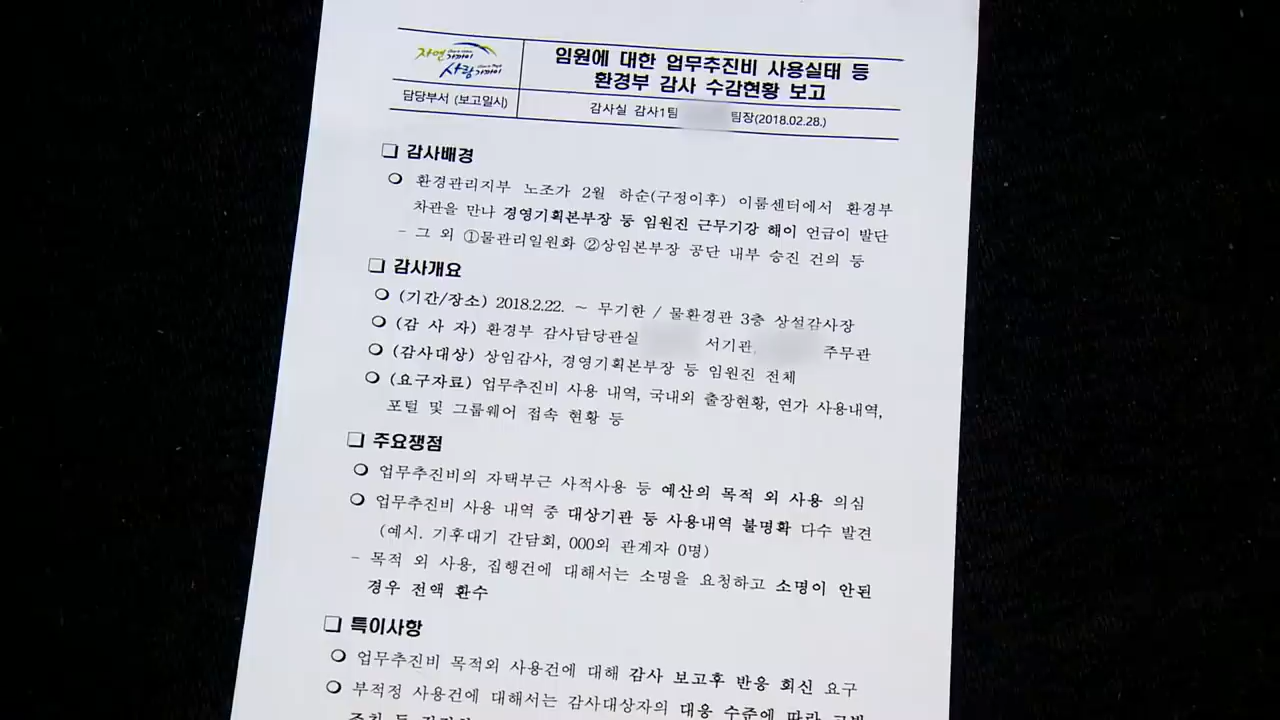 자연가까이
사람가까이
임원에 대한 업무추진비 사용실태 등
환경부 감사 수감현황 보고
담당부서 (보고일시)
감사실 감사1팀 팀장(2018.02.28.)
❏ 감사배경
○ 환경관리지부 노조가 2월 하순(구정이후) 이룸센터에서 환경부
차관을 만나 경영기획본부장 등 임원진 근무기강 해이 언급이 발단
- 그 외 ①물관리일원화 ②상임본부장 공단 내부 승진 건의 등
❏ 감사개요
○ (기간/장소) 2018.2.22. ~ 무기한 / 물환경관 3층 상설감사장
○ (감 사 자) 환경부 감사담당관실 서기관, 주무관
○ (감사대상) 상임감사, 경영기획본부장 등 임원진 전체
○ (요구자료) 업무추진비 사용 내역, 국내외 출장현황, 연가 사용내역,
포털 및 그룹웨어 접속 현황 등
❏ 주요쟁점
○ 업무추진비의 자택부근 사적사용 등 예산의 목적 외 사용 의심
○ 업무추진비 사용 내역 중 대상기관 등 사용내역 불명확 다수 발견
(예시. 기후대기 간담회, 000외 관계자 0명)
- 목적 외 사용, 집행건에 대해서는 소명을 요청하고 소명이 안된
경우 전액 환수
❏ 특이사항
○ 업무추진비 목적외 사용건에 대해 감사 보고후 반응 회신 요구
○ 부적정 사용건에 대해서는 감사대상자의 대응 수준에 따라